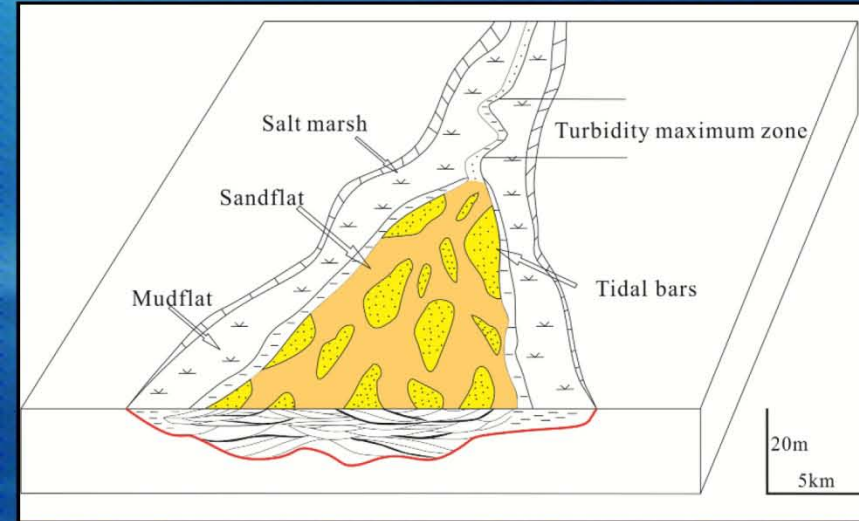 Salt marsh
Turbidity maximum zone
Sandflat
Tidal bars
Mudflat
20m
5km